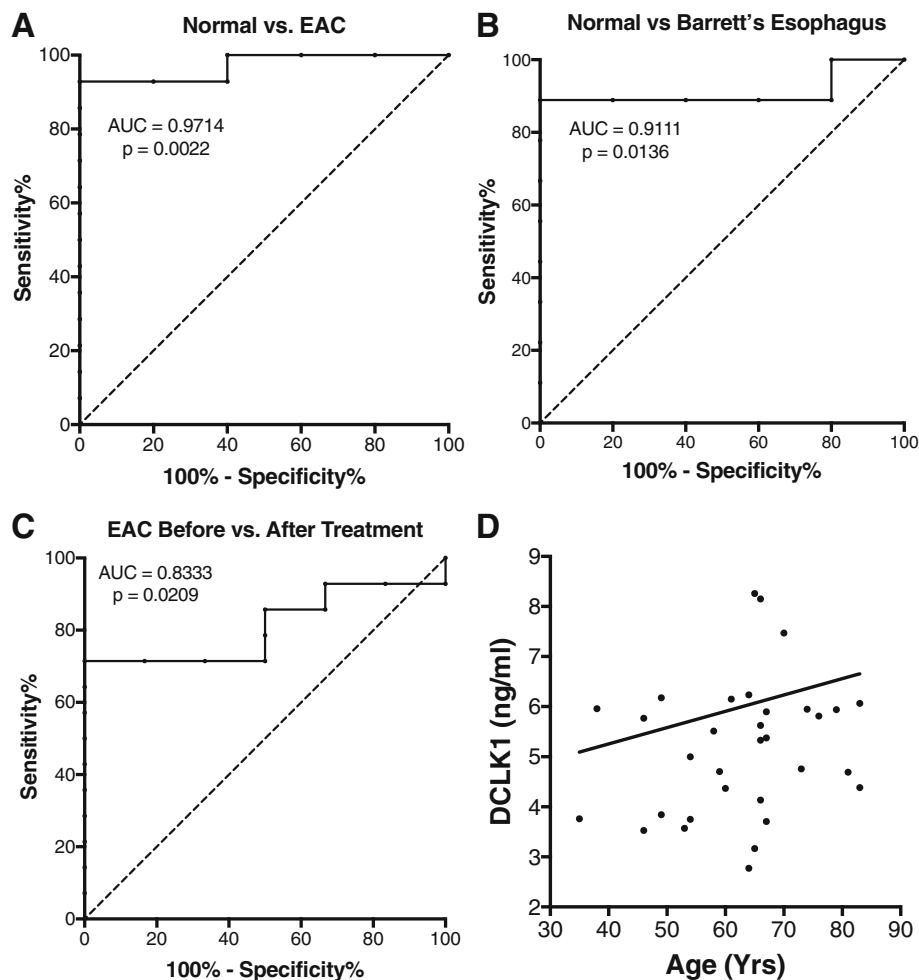 A
Normal vs. EAC
100
80
60
40
20
0
Sensitivity%
AUC = 0.9714
p = 0.0022
0 20 40 60 80 100
100% - Specificity%
B
Normal vs Barrett's Esophagus
100
80
60
40
20
0
Sensitivity%
AUC = 0.9111
p = 0.0136
0 20 40 60 80 100
100% - Specificity%
C
EAC Before vs. After Treatment
100
80
60
40
20
0
Sensitivity%
AUC = 0.8333
p = 0.0209
0 20 40 60 80 100
100% - Specificity%
D
9
8
7
6
5
4
3
2
DCLK1 (ng/ml)
30 40 50 60 70 80 90
Age (Yrs)